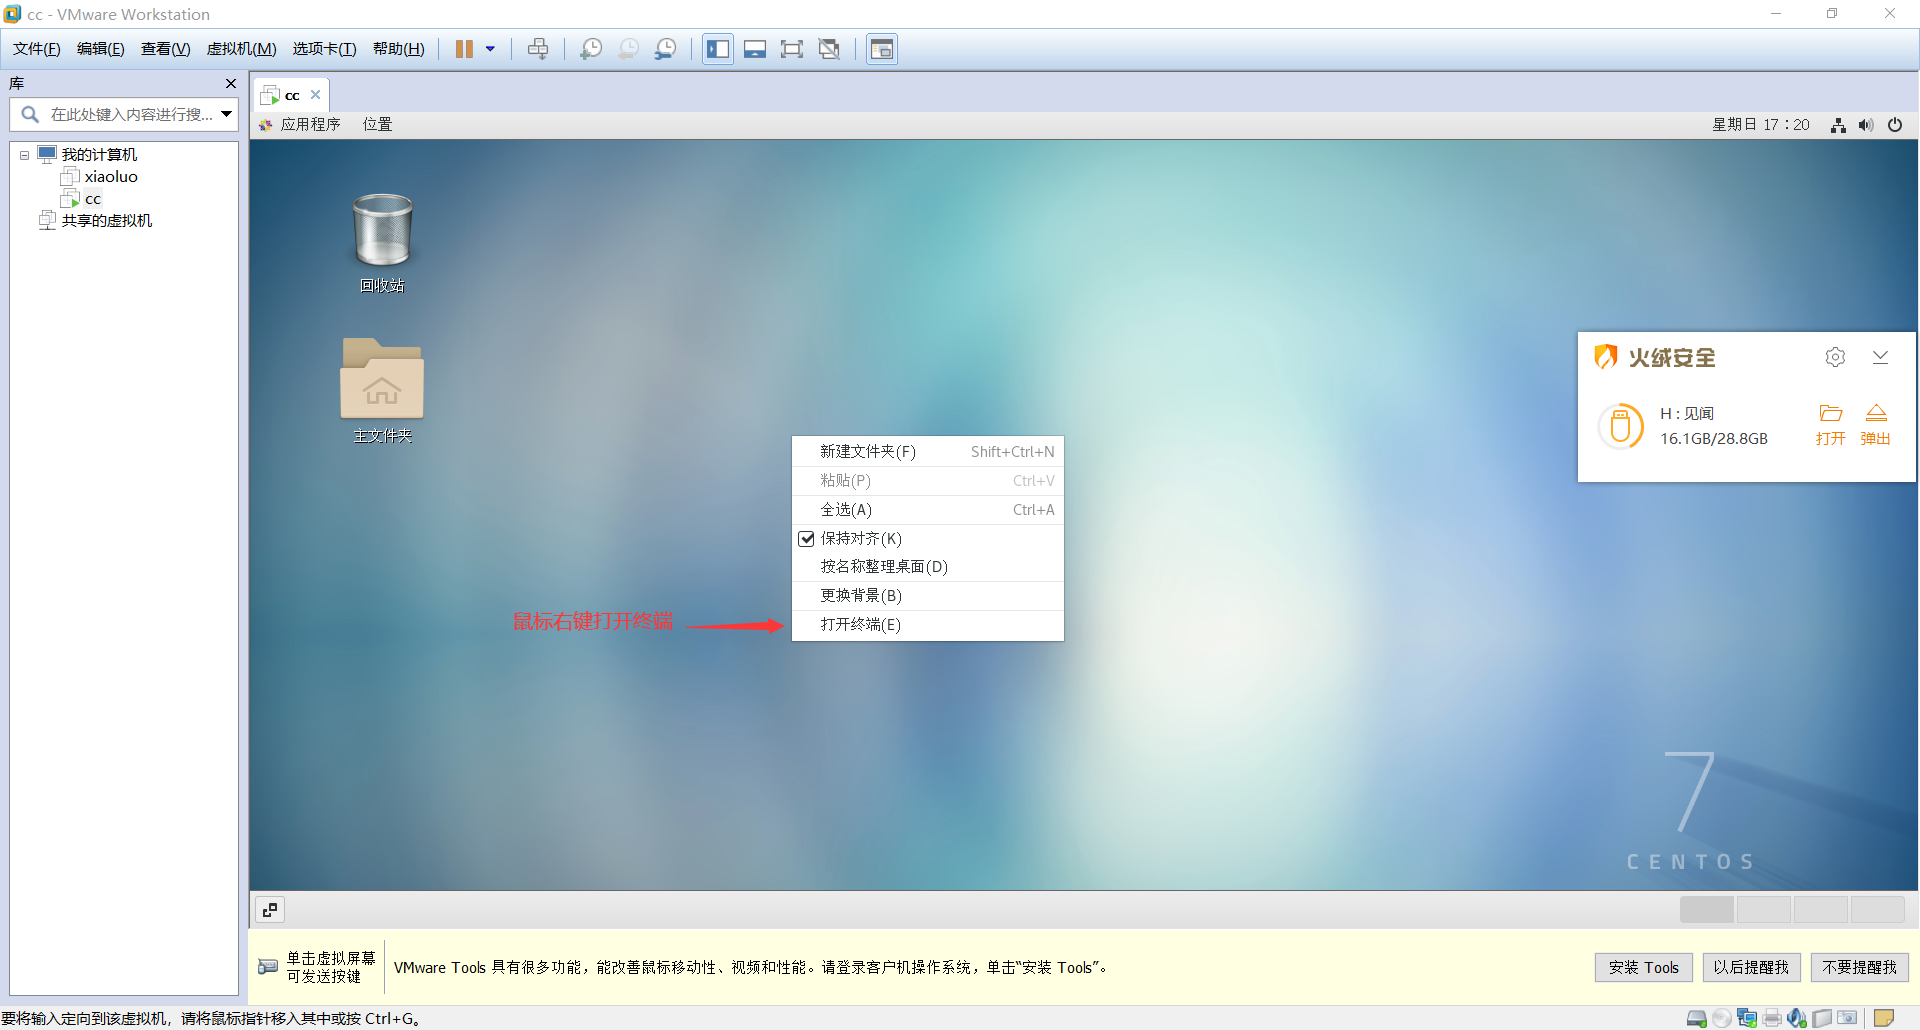 cc - VMware Workstation
文件(F) 编辑(E) 查看(V) 虚拟机(M) 选项卡(T) 帮助(H)
库
在此处键入内容进行搜...
我的计算机
xiaoluo
cc
共享的虚拟机
cc
应用程序 位置
星期日 17：20
回收站
主文件夹
新建文件夹(F) Shift+Ctrl+N
粘贴(P) Ctrl+V
全选(A) Ctrl+A
保持对齐(K)
按名称整理桌面(D)
更换背景(B)
打开终端(E)
鼠标右键打开终端
火绒安全
H : 见闻
16.1GB/28.8GB
打开 弹出
7
CENTOS
单击虚拟屏幕
可发送按键
VMware Tools 具有很多功能，能改善鼠标移动性、视频和性能。请登录客户机操作系统，单击“安装 Tools”。
安装 Tools 以后提醒我 不要提醒我
要将输入定向到该虚拟机，请将鼠标指针移入其中或按 Ctrl+G。